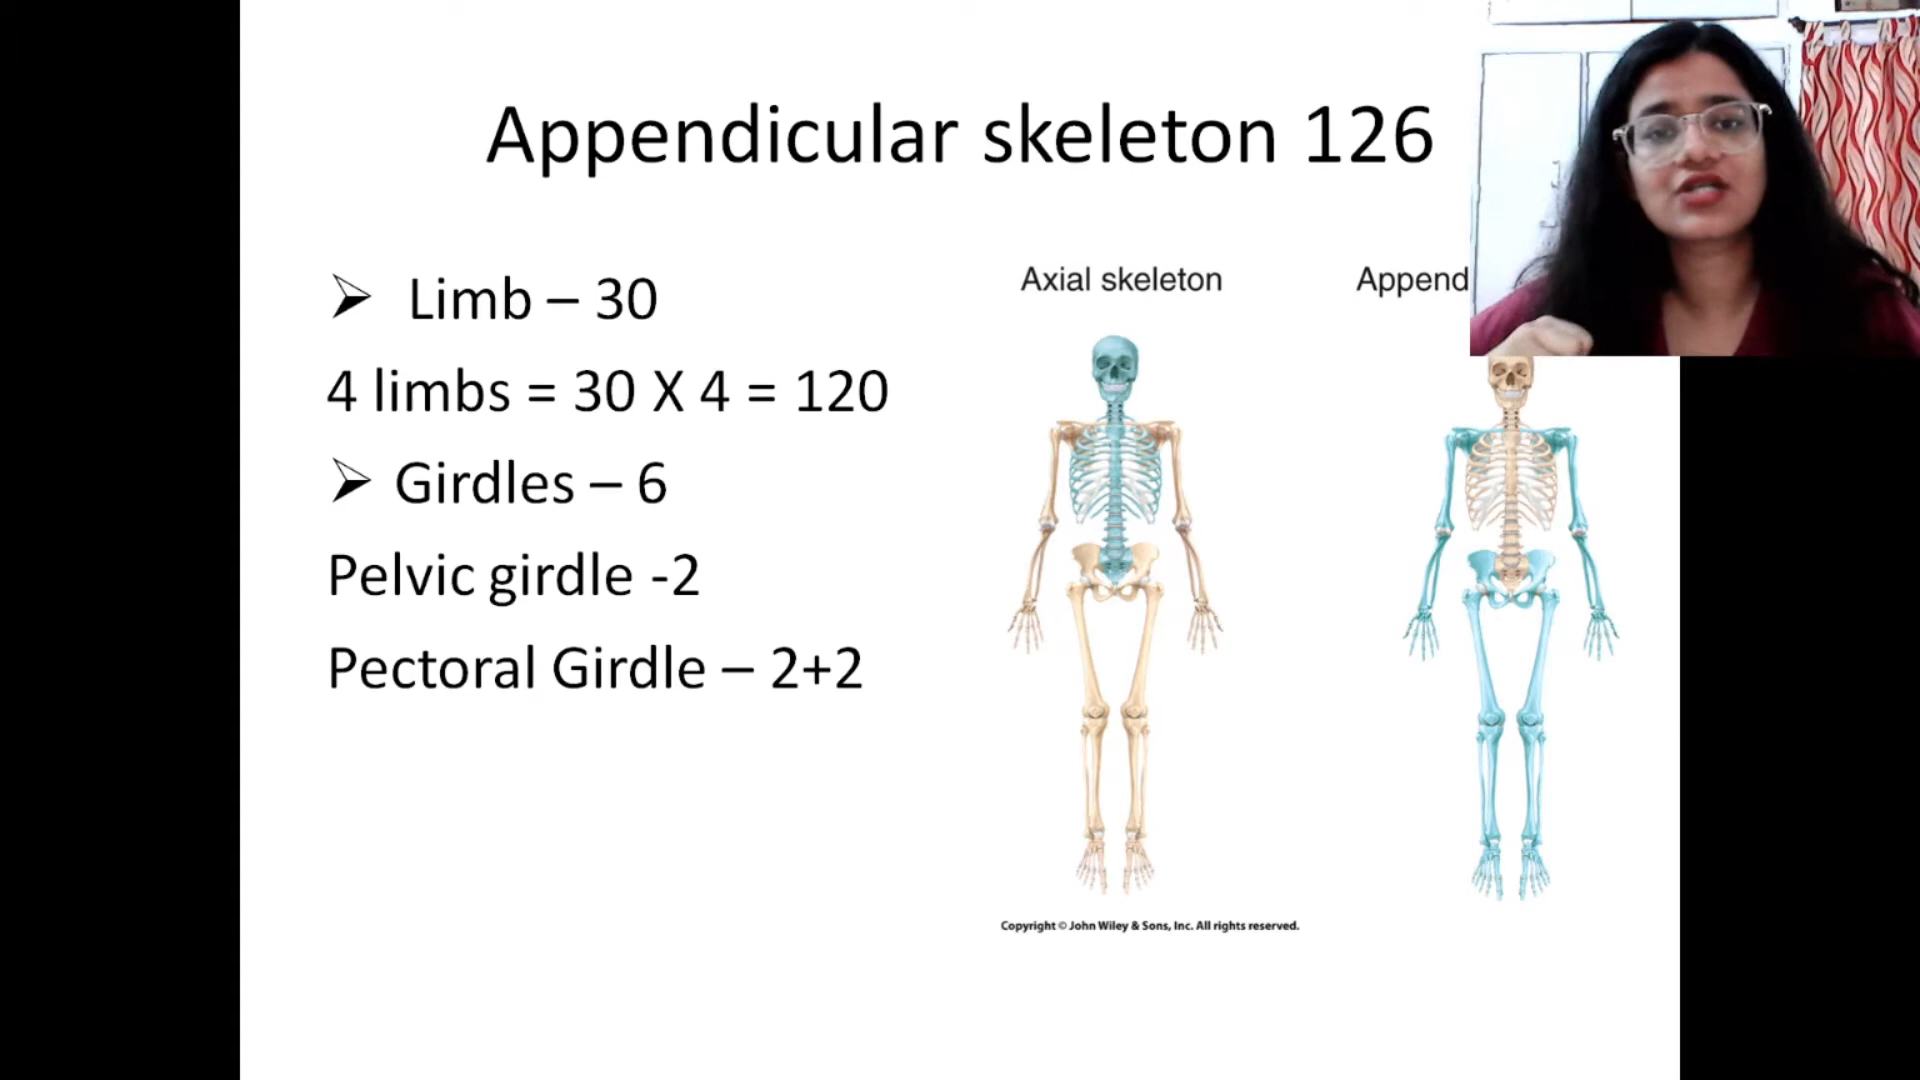 Appendicular skeleton 126
➢ Limb – 30
4 limbs = 30 X 4 = 120
➢ Girdles – 6
Pelvic girdle -2
Pectoral Girdle – 2+2
Axial skeleton
Append
Copyright © John Wiley & Sons, Inc. All rights reserved.